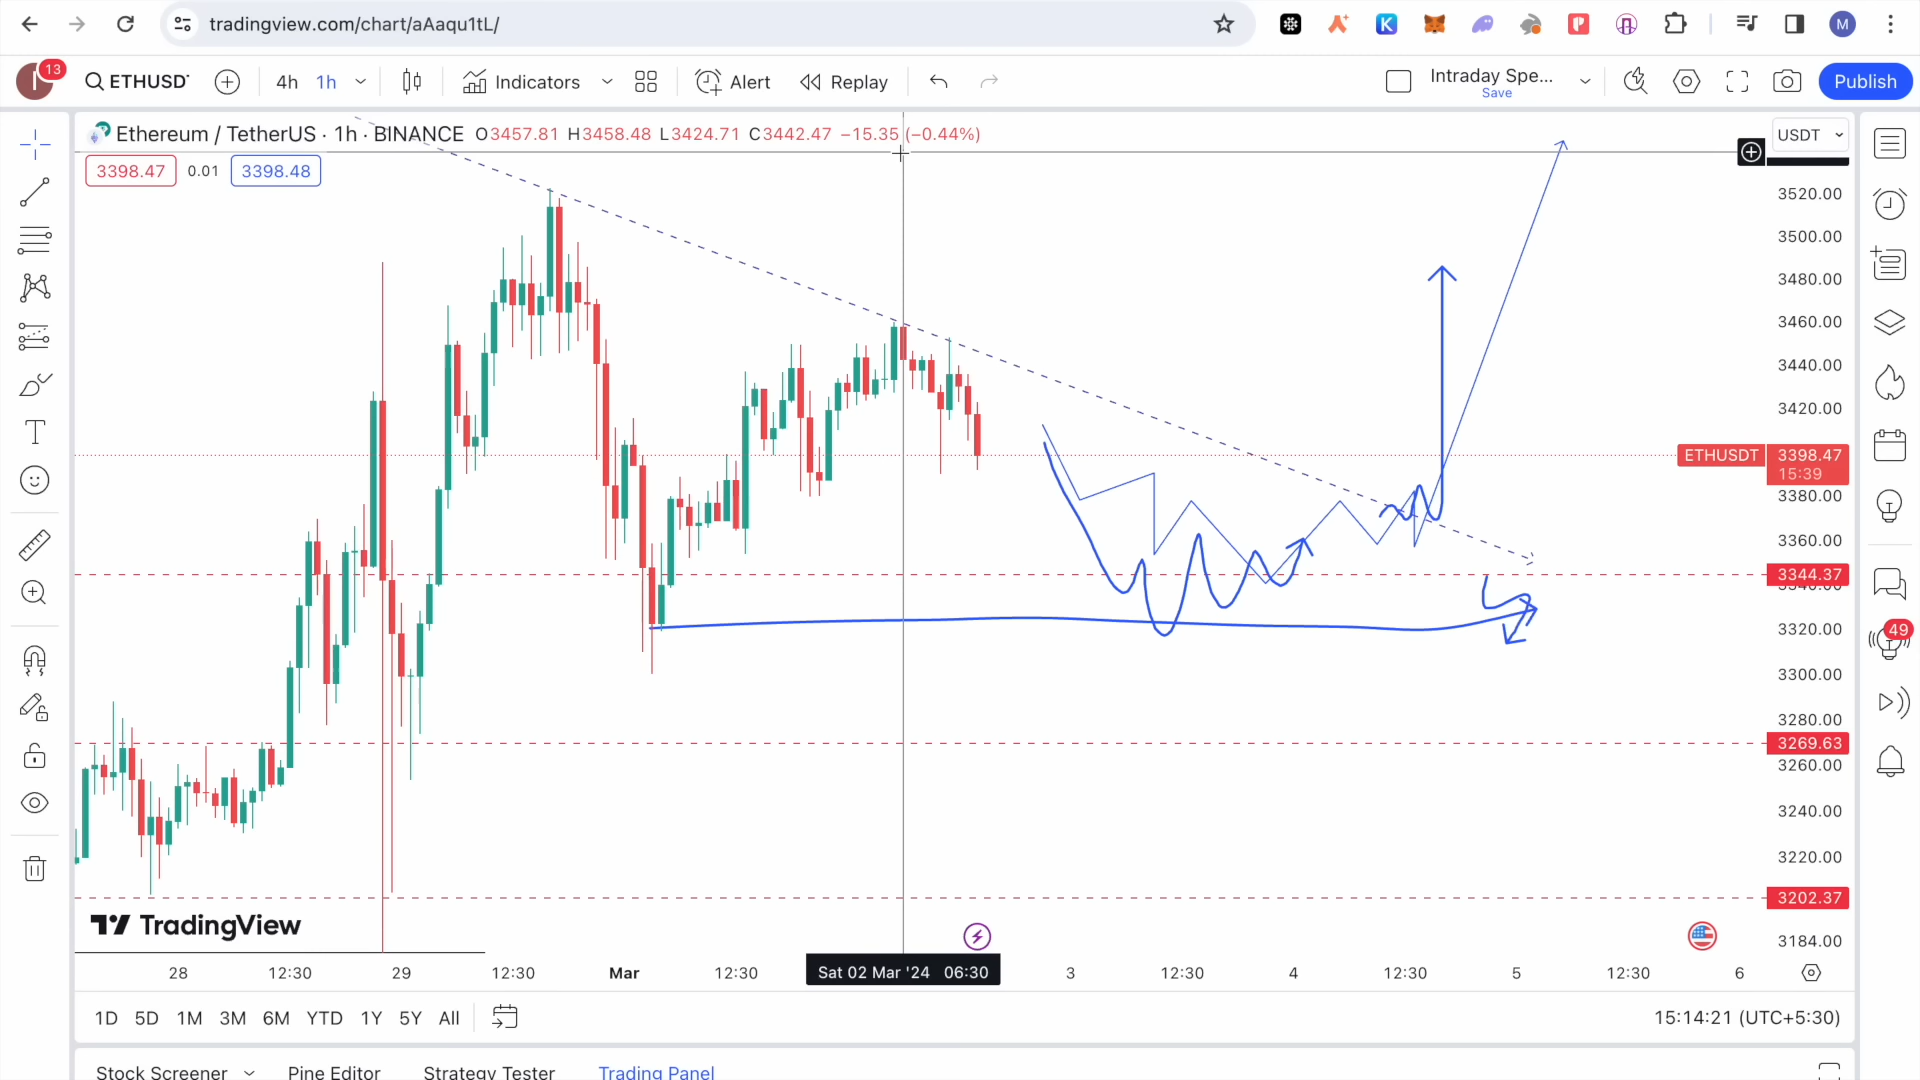 tradingview.com/chart/aAaqu1tL/
M
I
13
ETHUSDT
4h 1h
Indicators
Alert
Replay
Intraday Spe...
Save
Publish
Ethereum / TetherUS · 1h · BINANCE O3457.81 H3458.48 L3424.71 C3442.47 −15.35 (−0.44%)
USDT
3398.47 0.01 3398.48
3520.00
3500.00
3480.00
3460.00
3440.00
3420.00
ETHUSDT 3398.47
15:39
3380.00
3360.00
3344.37
3340.00
3320.00
49
3300.00
3280.00
3269.63
3260.00
3240.00
3220.00
3202.37
TradingView
3184.00
28 12:30 29 12:30 Mar 12:30 Sat 02 Mar '24 06:30 3 12:30 4 12:30 5 12:30 6
1D 5D 1M 3M 6M YTD 1Y 5Y All
15:14:21 (UTC+5:30)
Stock Screener Pine Editor Strategy Tester Trading Panel